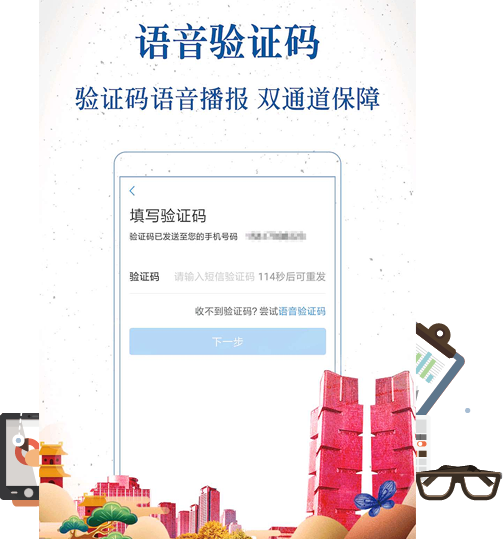 语音验证码
验证码语音播报 双通道保障
填写验证码
验证码已发送至您的手机号码
验证码 请输入短信验证码 114秒后可重发
收不到验证码? 尝试语音验证码
下一步